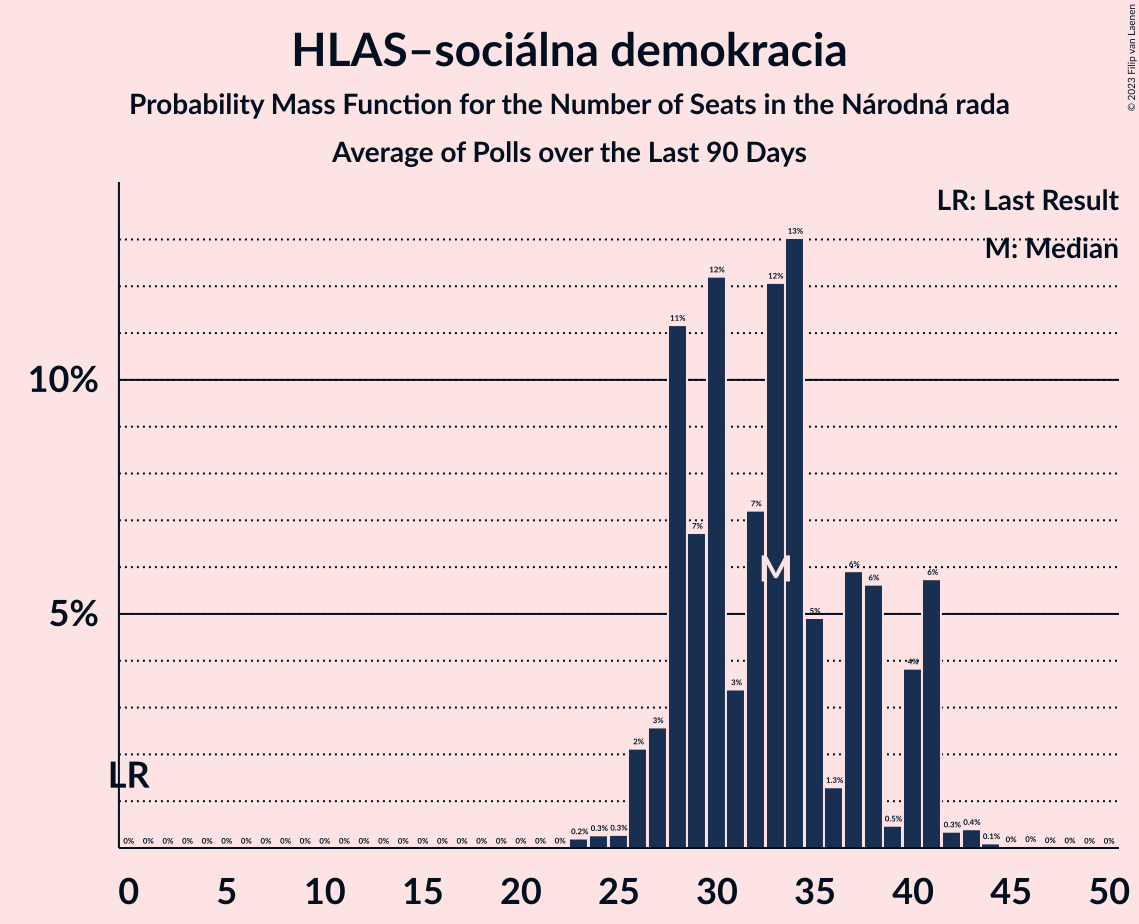 HLAS–sociálna demokracia
Probability Mass Function for the Number of Seats in the Národná rada
Average of Polls over the Last 90 Days
© 2023 Filip van Laenen
LR: Last Result
M: Median
10%
5%
LR
M
0% 0% 0% 0% 0% 0% 0% 0% 0% 0% 0% 0% 0% 0% 0% 0% 0% 0% 0% 0% 0% 0% 0% 0.2% 0.3% 0.3% 2% 3% 11% 7% 12% 3% 7% 12% 13% 5% 1.3% 6% 6% 0.5% 4% 6% 0.3% 0.4% 0.1% 0% 0% 0% 0% 0% 0%
0 5 10 15 20 25 30 35 40 45 50